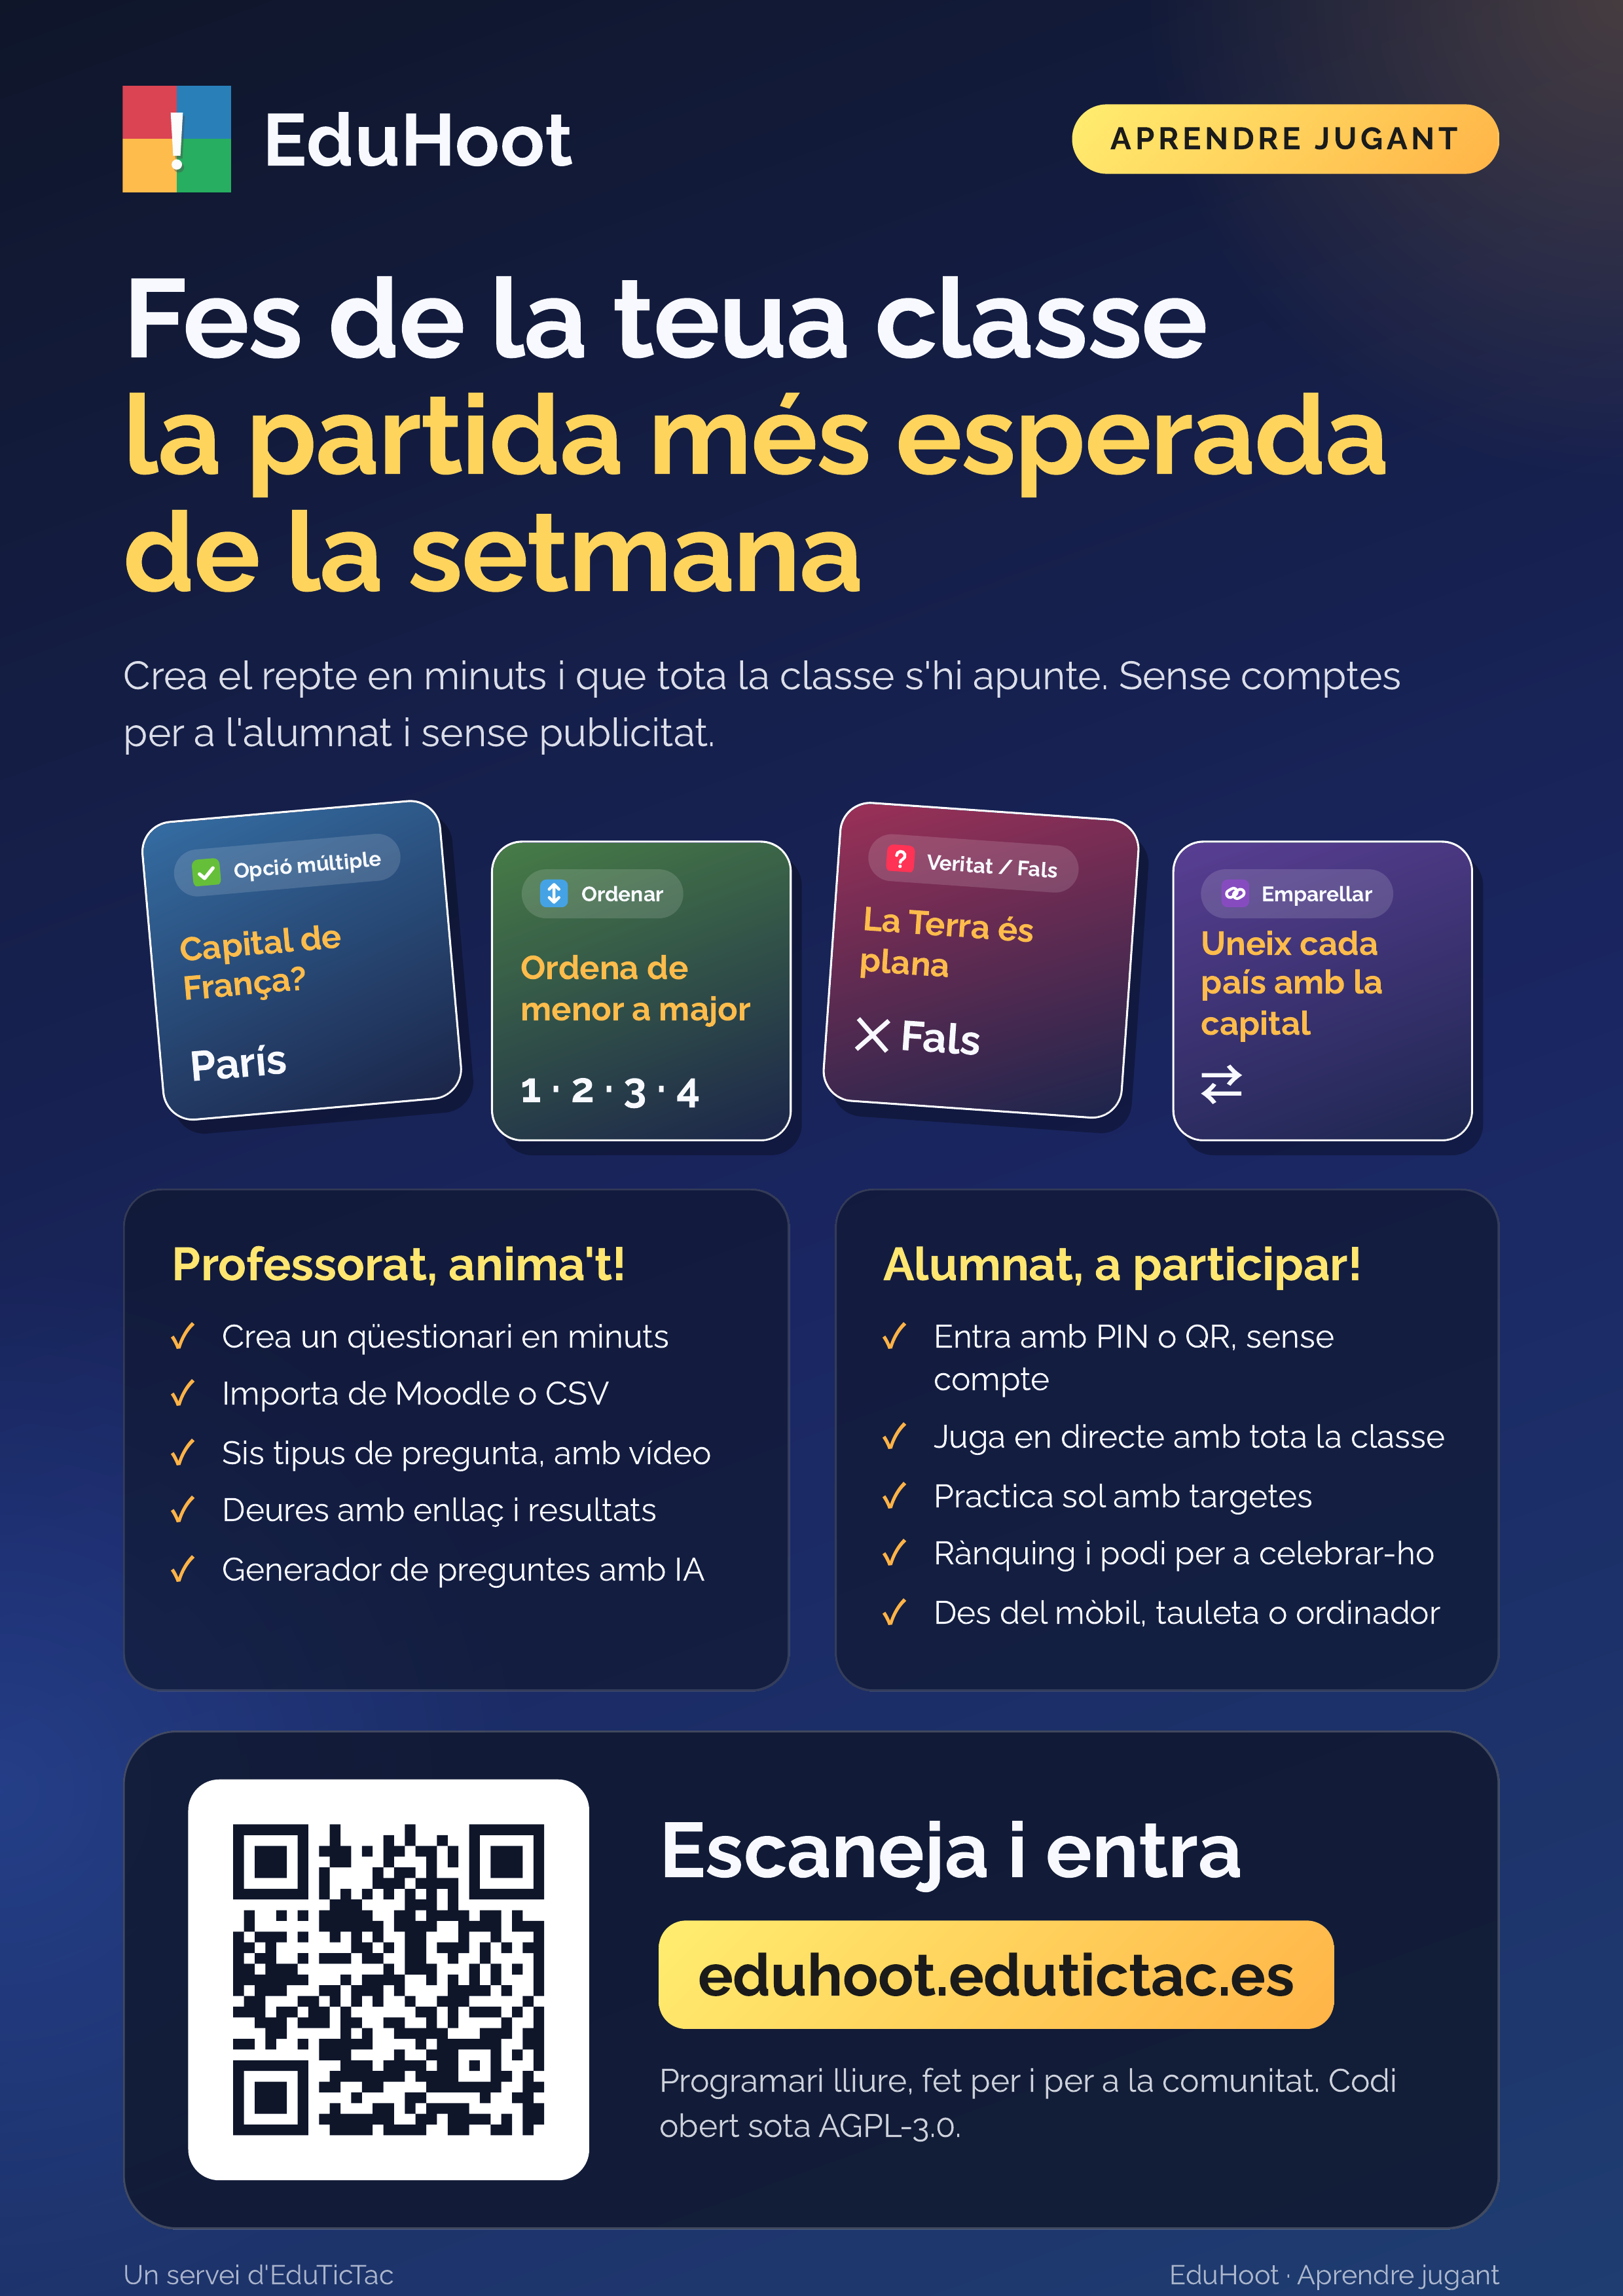 !
EduHoot
APRENDRE JUGANT
Fes de la teua classe
la partida més esperada
de la setmana
Crea el repte en minuts i que tota la classe s'hi apunte. Sense comptes
per a l'alumnat i sense publicitat.
Opció múltiple
Capital de
França?
París
Ordenar
Ordena de
menor a major
1 · 2 · 3 · 4
Veritat / Fals
La Terra és
plana
Fals
Emparellar
Uneix cada
país amb la
capital
Professorat, anima't!
Crea un qüestionari en minuts
Importa de Moodle o CSV
Sis tipus de pregunta, amb vídeo
Deures amb enllaç i resultats
Generador de preguntes amb IA
Alumnat, a participar!
Entra amb PIN o QR, sense
compte
Juga en directe amb tota la classe
Practica sol amb targetes
Rànquing i podi per a celebrar-ho
Des del mòbil, tauleta o ordinador
Escaneja i entra
eduhoot.edutictac.es
Programari lliure, fet per i per a la comunitat. Codi
obert sota AGPL-3.0.
Un servei d'EduTicTac
EduHoot · Aprendre jugant